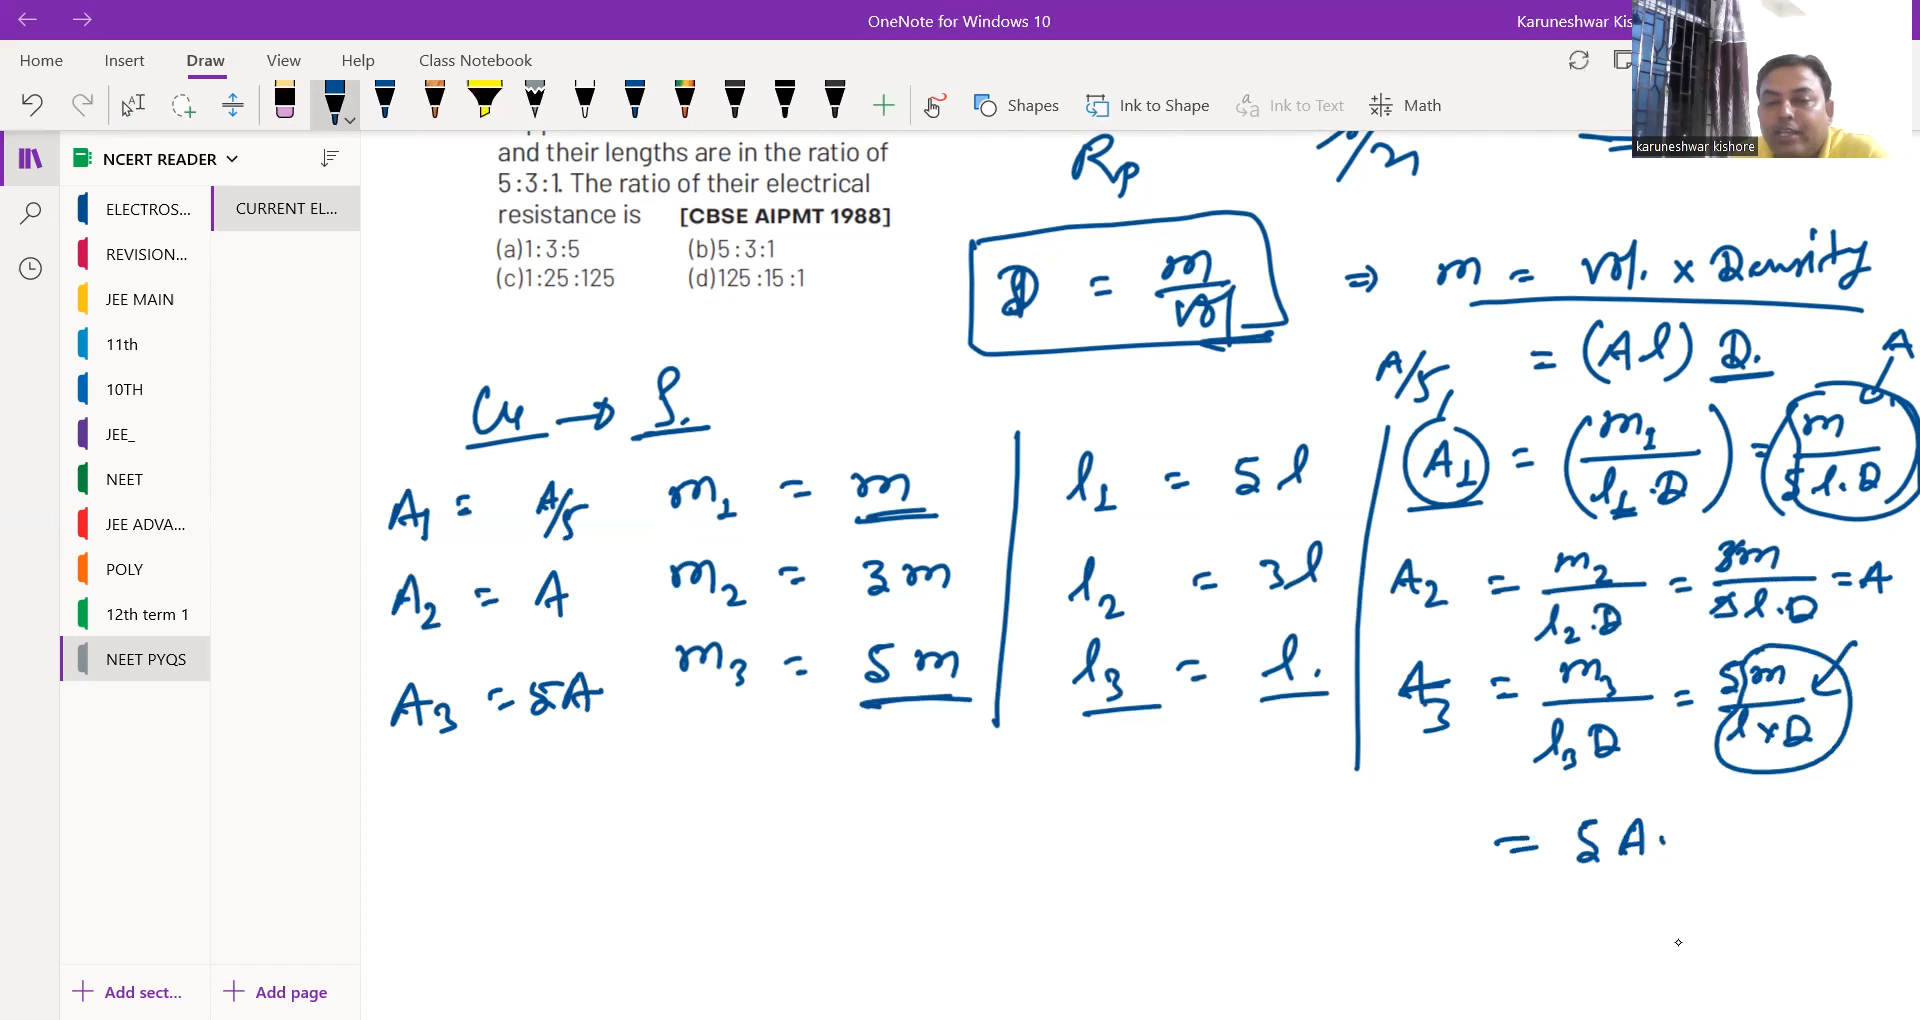 OneNote for Windows 10
Karuneshwar Kis
Home Insert Draw View Help Class Notebook
Shapes Ink to Shape Ink to Text Math
karuneshwar kishore
NCERT READER
ELECTROS...
REVISION...
JEE MAIN
11th
10TH
JEE_
NEET
JEE ADVA...
POLY
12th term 1
NEET PYQS
Add sect...
CURRENT EL...
Add page
and their lengths are in the ratio of
5:3:1. The ratio of their electrical
resistance is [CBSE AIPMT 1988]
(a)1:3:5 (b)5:3:1
(c)1:25:125 (d)125:15:1
Rp
D = m/vol
⇒ m = vol. × Density
= (Al) D.
Cu → ρ.
A1 = A/5 m1 = m
A2 = A m2 = 3m
A3 = 5A m3 = 5m
l1 = 5l
l2 = 3l
l3 = l.
A/5 A
A1 = (m1/l1.D) = (m/5l.D)
A2 = m2/l2.D = 3m/3l.D = A
A3 = m3/l3D = 5m/l×D
= 5A.